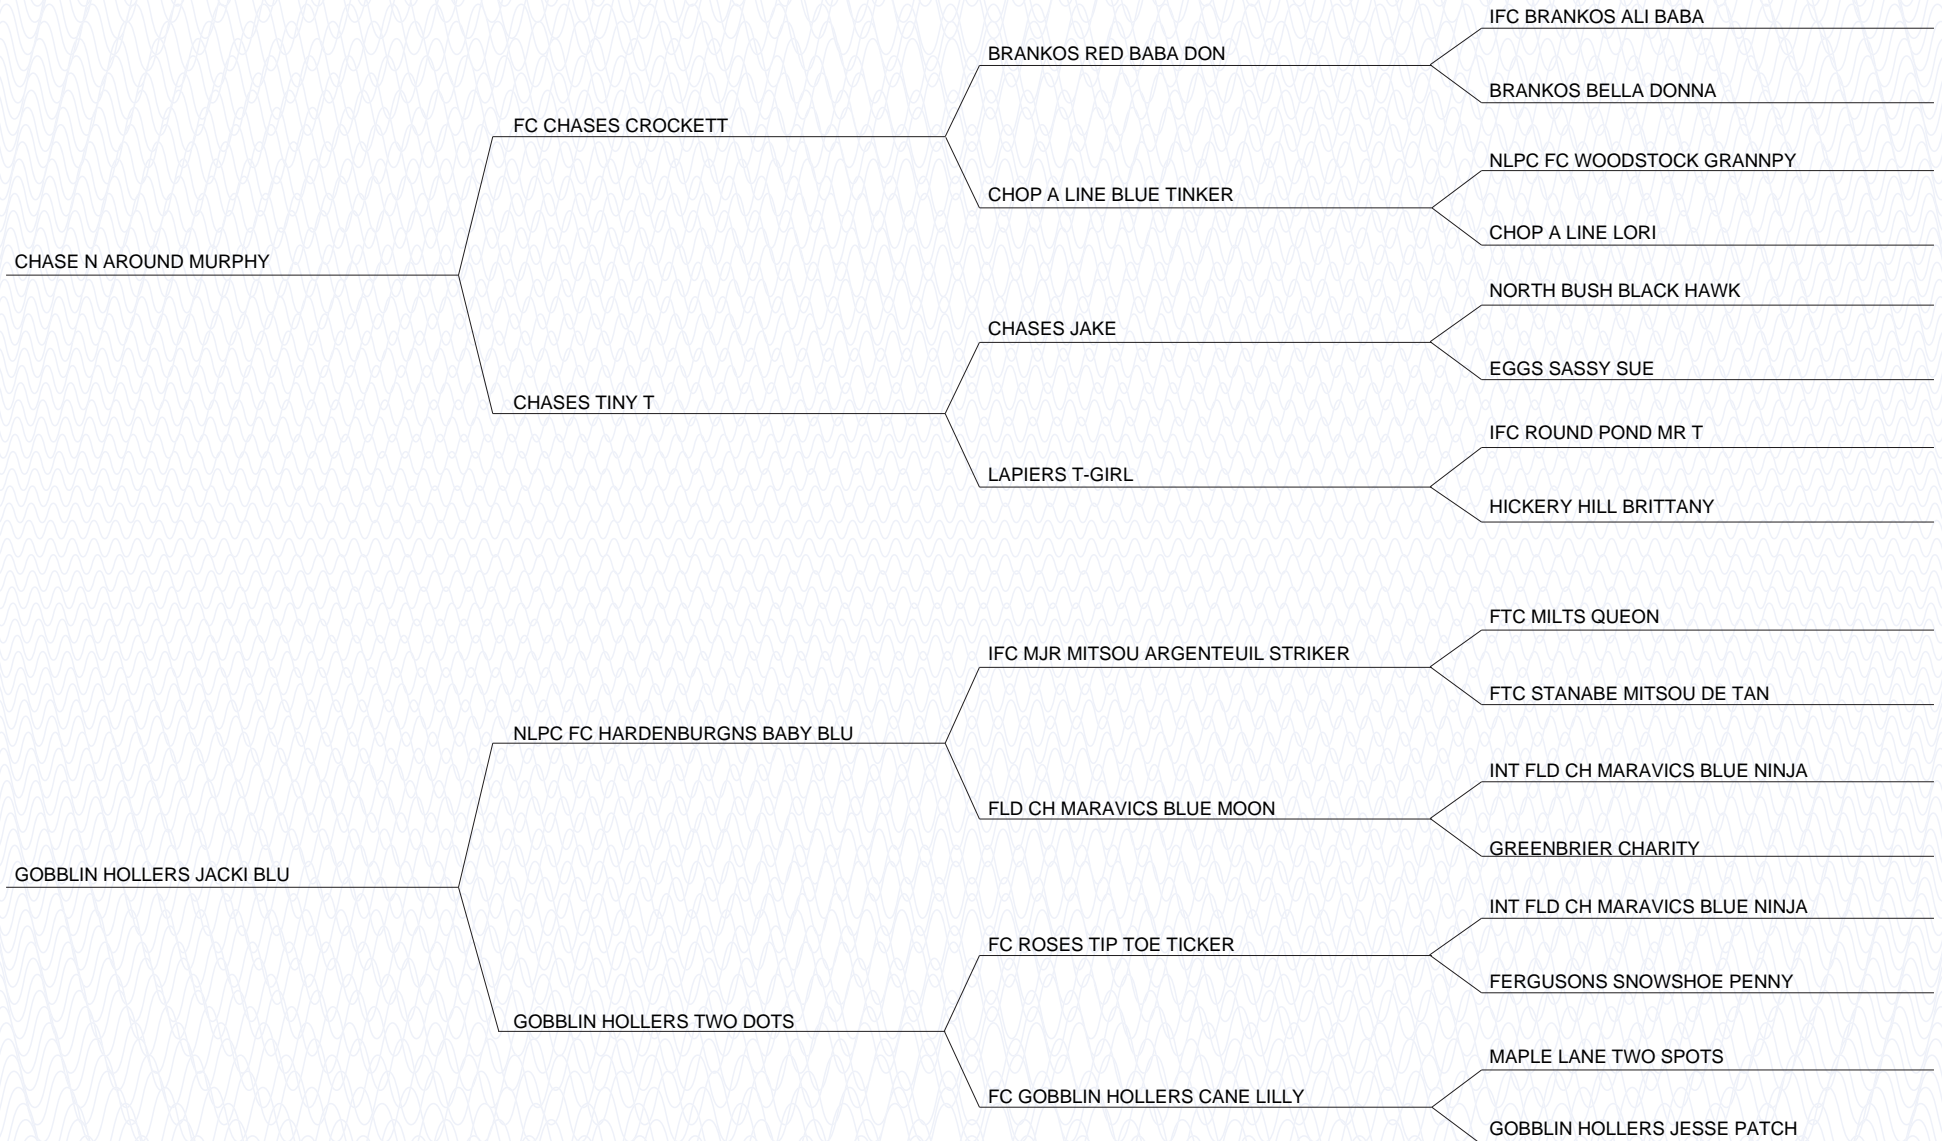 IFC BRANKOS ALI BABA
BRANKOS RED BABA DON
BRANKOS BELLA DONNA
FC CHASES CROCKETT
NLPC FC WOODSTOCK GRANNPY
CHOP A LINE BLUE TINKER
CHOP A LINE LORI
CHASE N AROUND MURPHY
NORTH BUSH BLACK HAWK
CHASES JAKE
EGGS SASSY SUE
CHASES TINY T
IFC ROUND POND MR T
LAPIERS T-GIRL
HICKERY HILL BRITTANY
FTC MILTS QUEON
IFC MJR MITSOU ARGENTEUIL STRIKER
FTC STANABE MITSOU DE TAN
NLPC FC HARDENBURGNS BABY BLU
INT FLD CH MARAVICS BLUE NINJA
FLD CH MARAVICS BLUE MOON
GREENBRIER CHARITY
GOBBLIN HOLLERS JACKI BLU
INT FLD CH MARAVICS BLUE NINJA
FC ROSES TIP TOE TICKER
FERGUSONS SNOWSHOE PENNY
GOBBLIN HOLLERS TWO DOTS
MAPLE LANE TWO SPOTS
FC GOBBLIN HOLLERS CANE LILLY
GOBBLIN HOLLERS JESSE PATCH